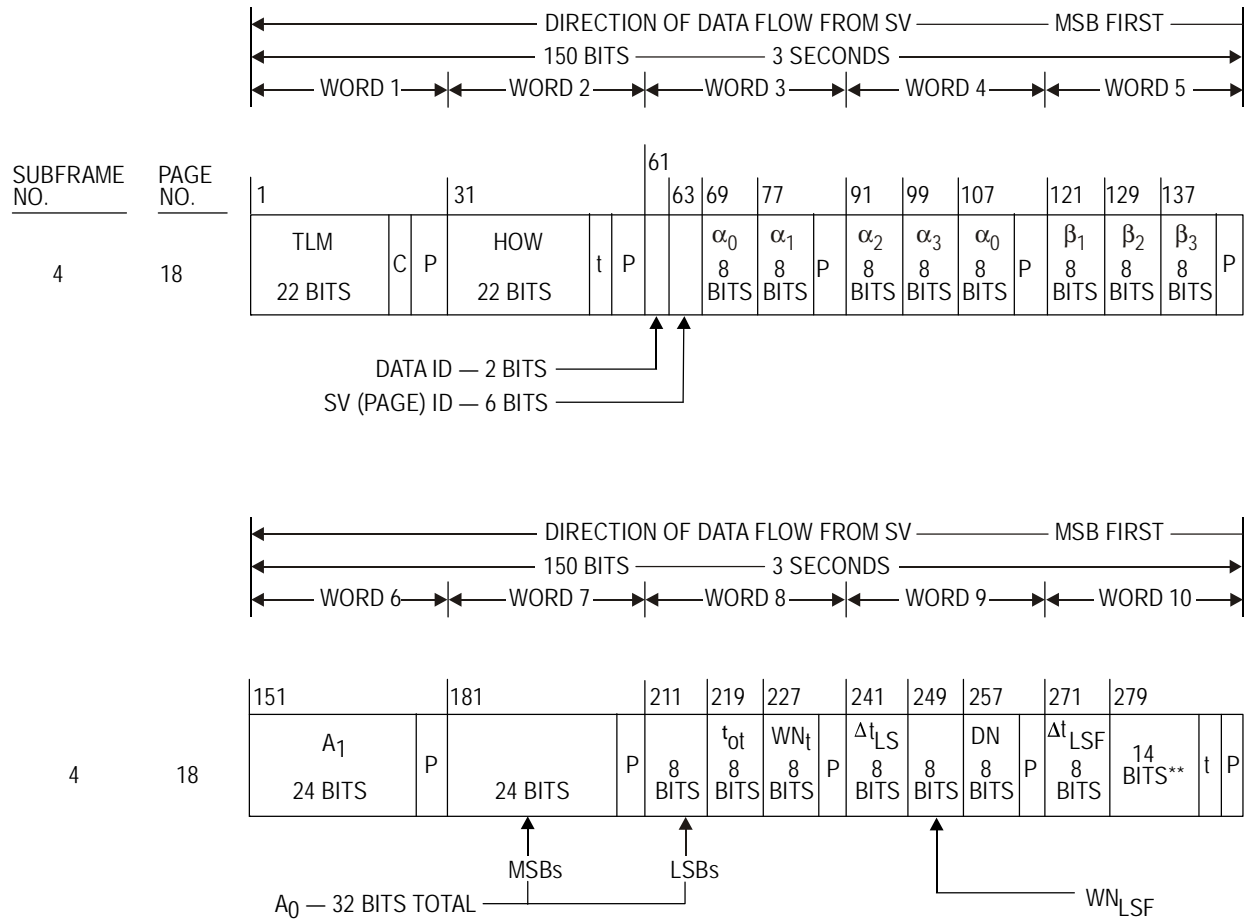 DIRECTION OF DATA FLOW FROM SV MSB FIRST
150 BITS 3 SECONDS
WORD 1 WORD 2 WORD 3 WORD 4 WORD 5
SUBFRAME NO. PAGE NO.
61
1 31 63 69 77 91 99 107 121 129 137
4 18
TLM 22 BITS C P HOW 22 BITS t P α0 8 BITS α1 8 BITS P α2 8 BITS α3 8 BITS α0 8 BITS P β1 8 BITS β2 8 BITS β3 8 BITS P
DATA ID — 2 BITS
SV (PAGE) ID — 6 BITS
DIRECTION OF DATA FLOW FROM SV MSB FIRST
150 BITS 3 SECONDS
WORD 6 WORD 7 WORD 8 WORD 9 WORD 10
151 181 211 219 227 241 249 257 271 279
4 18
A1 24 BITS P 24 BITS P 8 BITS tot 8 BITS WNt 8 BITS P ΔtLS 8 BITS 8 BITS DN 8 BITS P ΔtLSF 8 BITS 14 BITS** t P
MSBs LSBs
A0 — 32 BITS TOTAL
WNLSF